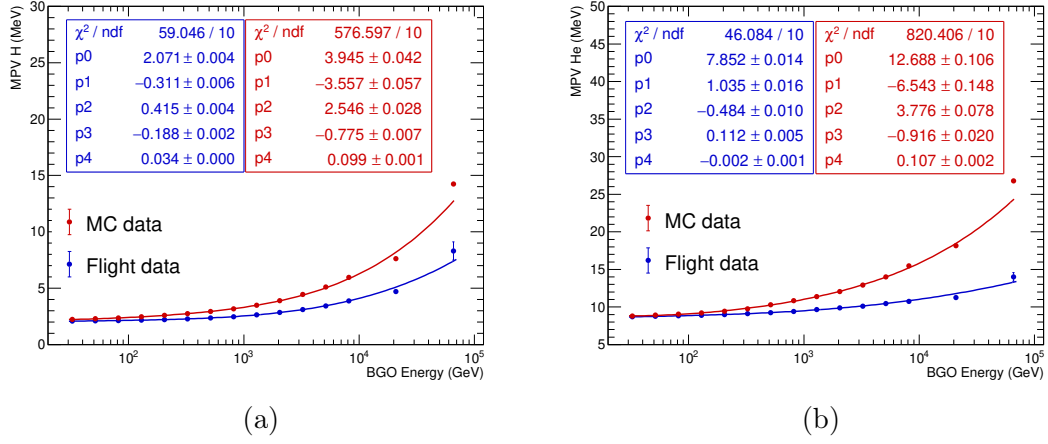 MPV H (MeV)
30
25
20
15
10
5
0
χ² / ndf 59.046 / 10
p0 2.071 ± 0.004
p1 −0.311 ± 0.006
p2 0.415 ± 0.004
p3 −0.188 ± 0.002
p4 0.034 ± 0.000
χ² / ndf 576.597 / 10
p0 3.945 ± 0.042
p1 −3.557 ± 0.057
p2 2.546 ± 0.028
p3 −0.775 ± 0.007
p4 0.099 ± 0.001
MC data
Flight data
10² 10³ 10⁴ 10⁵
BGO Energy (GeV)
(a)
MPV He (MeV)
50
45
40
35
30
25
20
15
10
5
χ² / ndf 46.084 / 10
p0 7.852 ± 0.014
p1 1.035 ± 0.016
p2 −0.484 ± 0.010
p3 0.112 ± 0.005
p4 −0.002 ± 0.001
χ² / ndf 820.406 / 10
p0 12.688 ± 0.106
p1 −6.543 ± 0.148
p2 3.776 ± 0.078
p3 −0.916 ± 0.020
p4 0.107 ± 0.002
MC data
Flight data
10² 10³ 10⁴ 10⁵
BGO Energy (GeV)
(b)